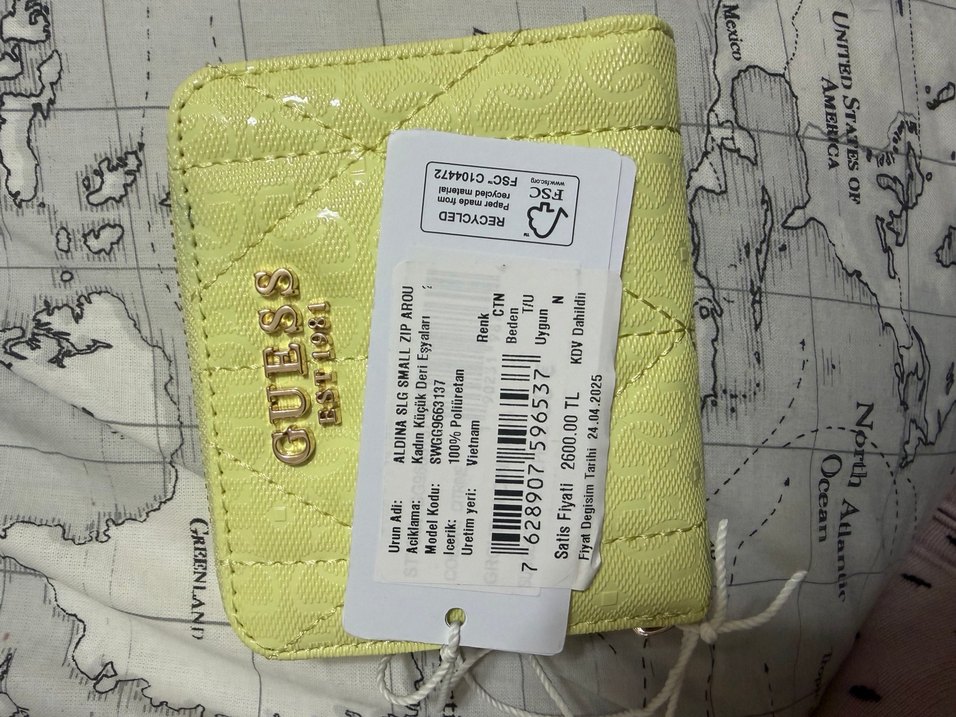 GUESS
EST 1981
RECYCLED
Paper made from
recycled material
FSC™ C104472
FSC
www.fsc.org
TM
Urun Adi: ALDINA SLG SMALL ZIP AROU
Aciklama: Kadın Küçük Deri Eşyaları
Model Kodu: SWGG9663137
Icerik: 100% Poliüretan
Uretim yeri: Vietnam
Renk CTN
Beden T/U
Uygun N
7 628907 596537
Satis Fiyati 2600.00 TL KDV Dahildir
Fiyat Degisim Tarihi 24.04.2025
Mexico
UNITED STATES OF
AMERICA
NORTH ATLANTIC
OCEAN
GREENLAND